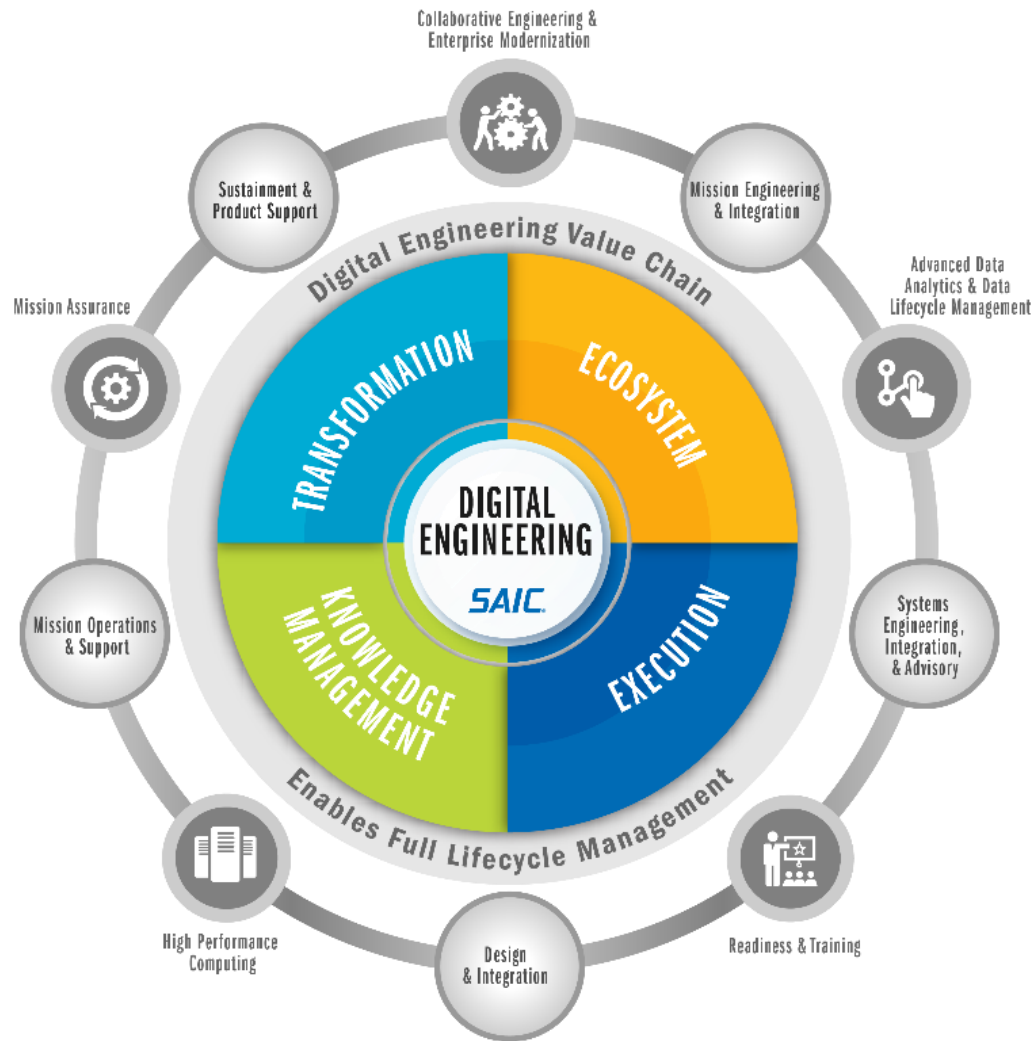 Collaborative Engineering &
Enterprise Modernization
Sustainment &
Product Support
Mission Engineering
& Integration
Digital Engineering Value Chain
Advanced Data
Analytics & Data
Lifecycle Management
Mission Assurance
TRANSFORMATION
ECOSYSTEM
DIGITAL
ENGINEERING
SAIC®
KNOWLEDGE
MANAGEMENT
EXECUTION
Mission Operations
& Support
Systems
Engineering,
Integration,
& Advisory
Enables Full Lifecycle Management
High Performance
Computing
Design
& Integration
Readiness & Training